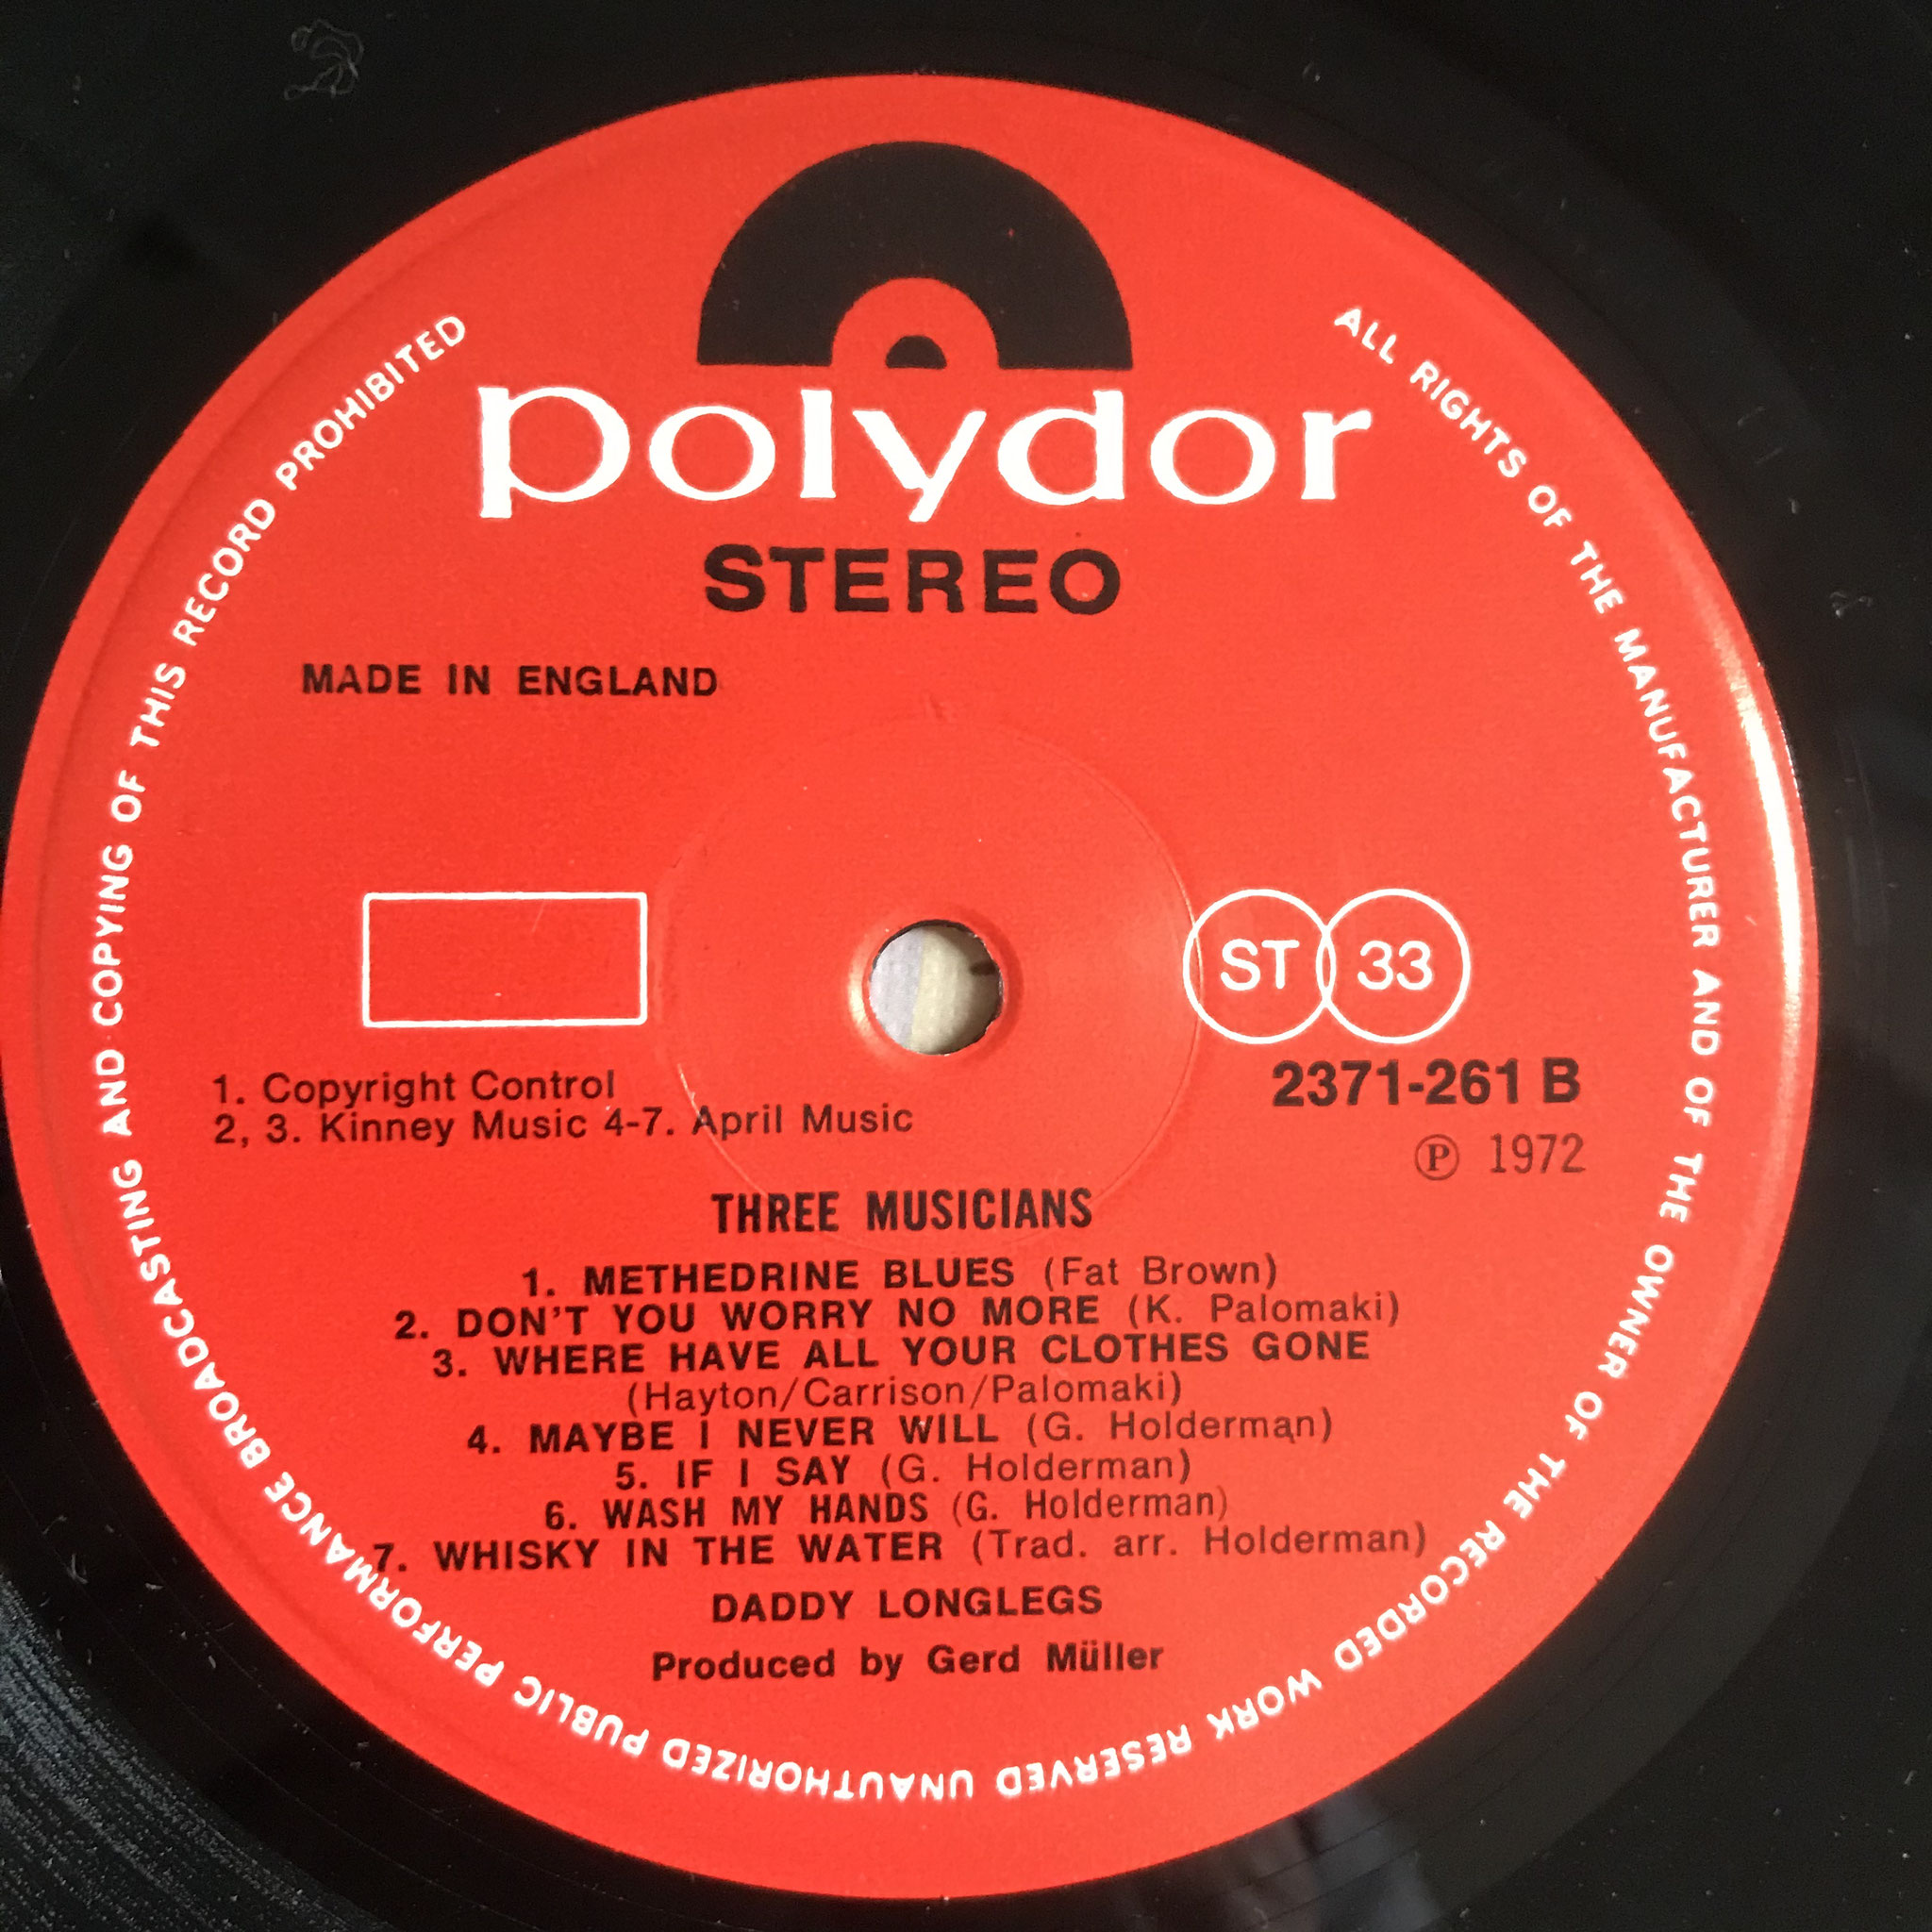 polydor
STEREO
MADE IN ENGLAND
ST 33
1. Copyright Control
2, 3. Kinney Music 4-7. April Music
2371-261 B
℗ 1972
THREE MUSICIANS
1. METHEDRINE BLUES (Fat Brown)
2. DON'T YOU WORRY NO MORE (K. Palomaki)
3. WHERE HAVE ALL YOUR CLOTHES GONE
(Hayton/Carrison/Palomaki)
4. MAYBE I NEVER WILL (G. Holderman)
5. IF I SAY (G. Holderman)
6. WASH MY HANDS (G. Holderman)
7. WHISKY IN THE WATER (Trad. arr. Holderman)
DADDY LONGLEGS
Produced by Gerd Müller
ALL RIGHTS OF THE MANUFACTURER AND OF THE OWNER OF THE RECORDED WORK RESERVED UNAUTHORIZED PUBLIC PERFORMANCE BROADCASTING AND COPYING OF THIS RECORD PROHIBITED